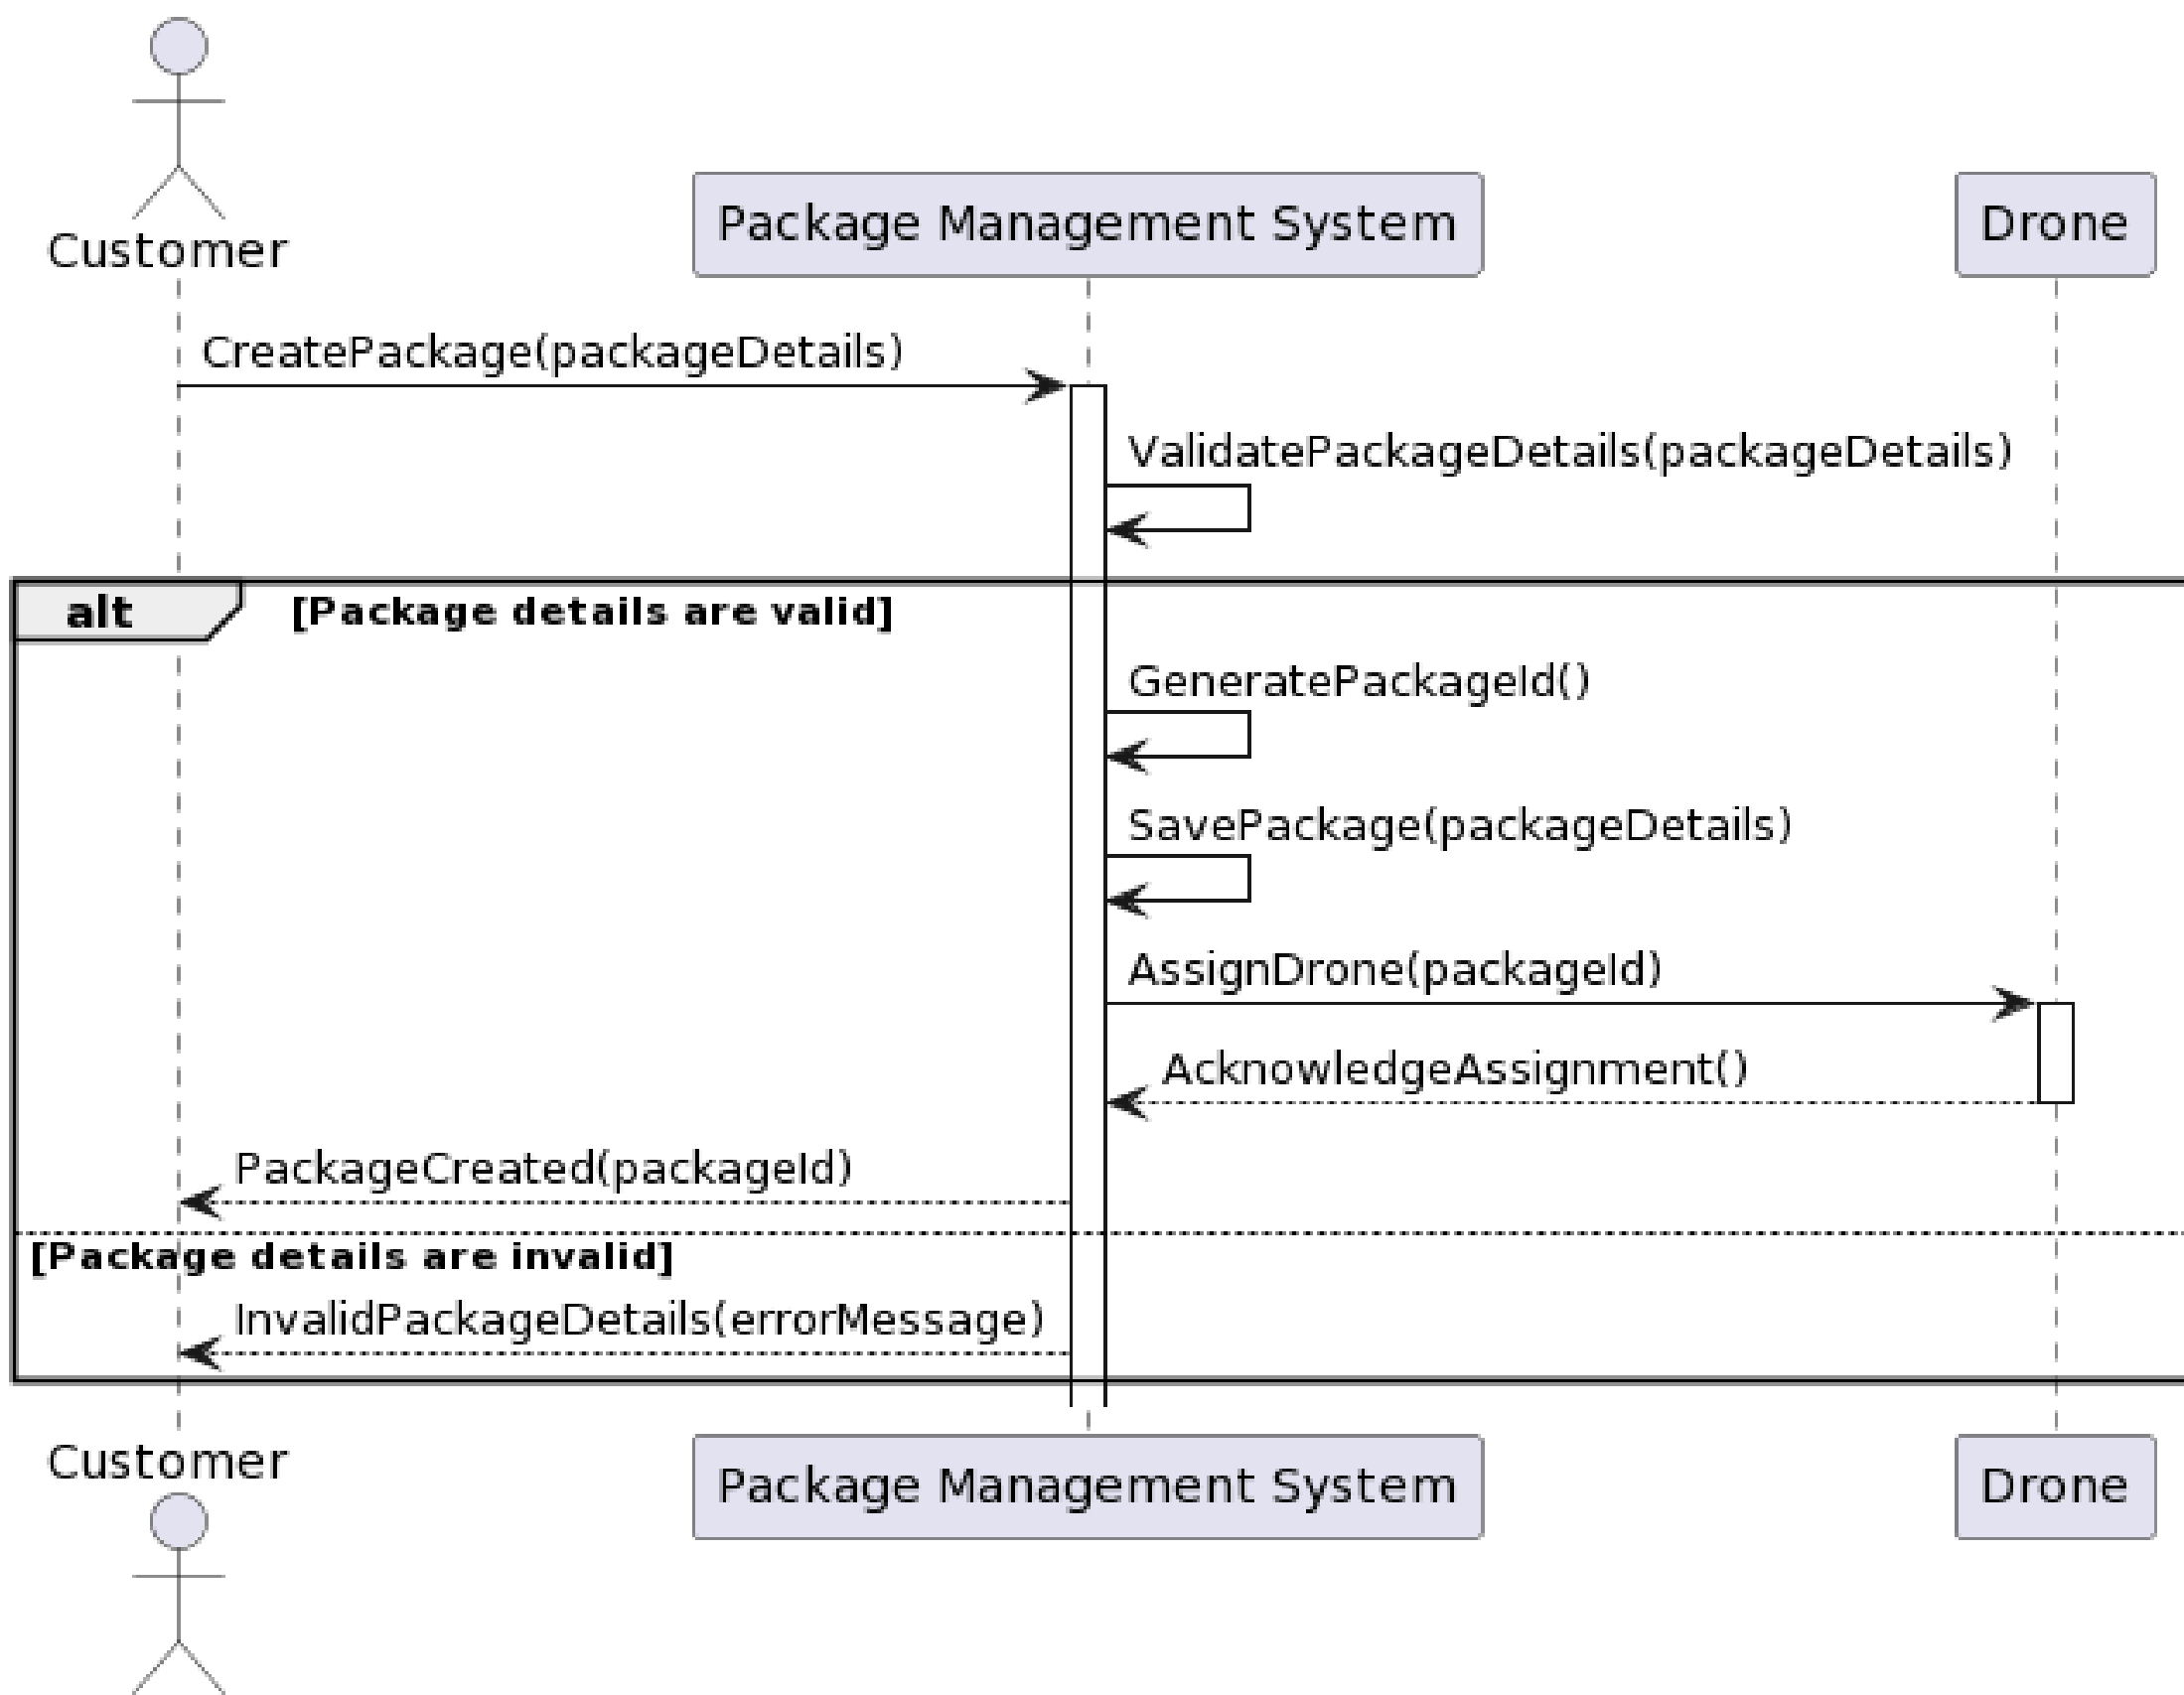 Customer
Package Management System
Drone
CreatePackage(packageDetails)
ValidatePackageDetails(packageDetails)
alt
[Package details are valid]
GeneratePackageId()
SavePackage(packageDetails)
AssignDrone(packageId)
AcknowledgeAssignment()
PackageCreated(packageId)
[Package details are invalid]
InvalidPackageDetails(errorMessage)
Customer
Package Management System
Drone